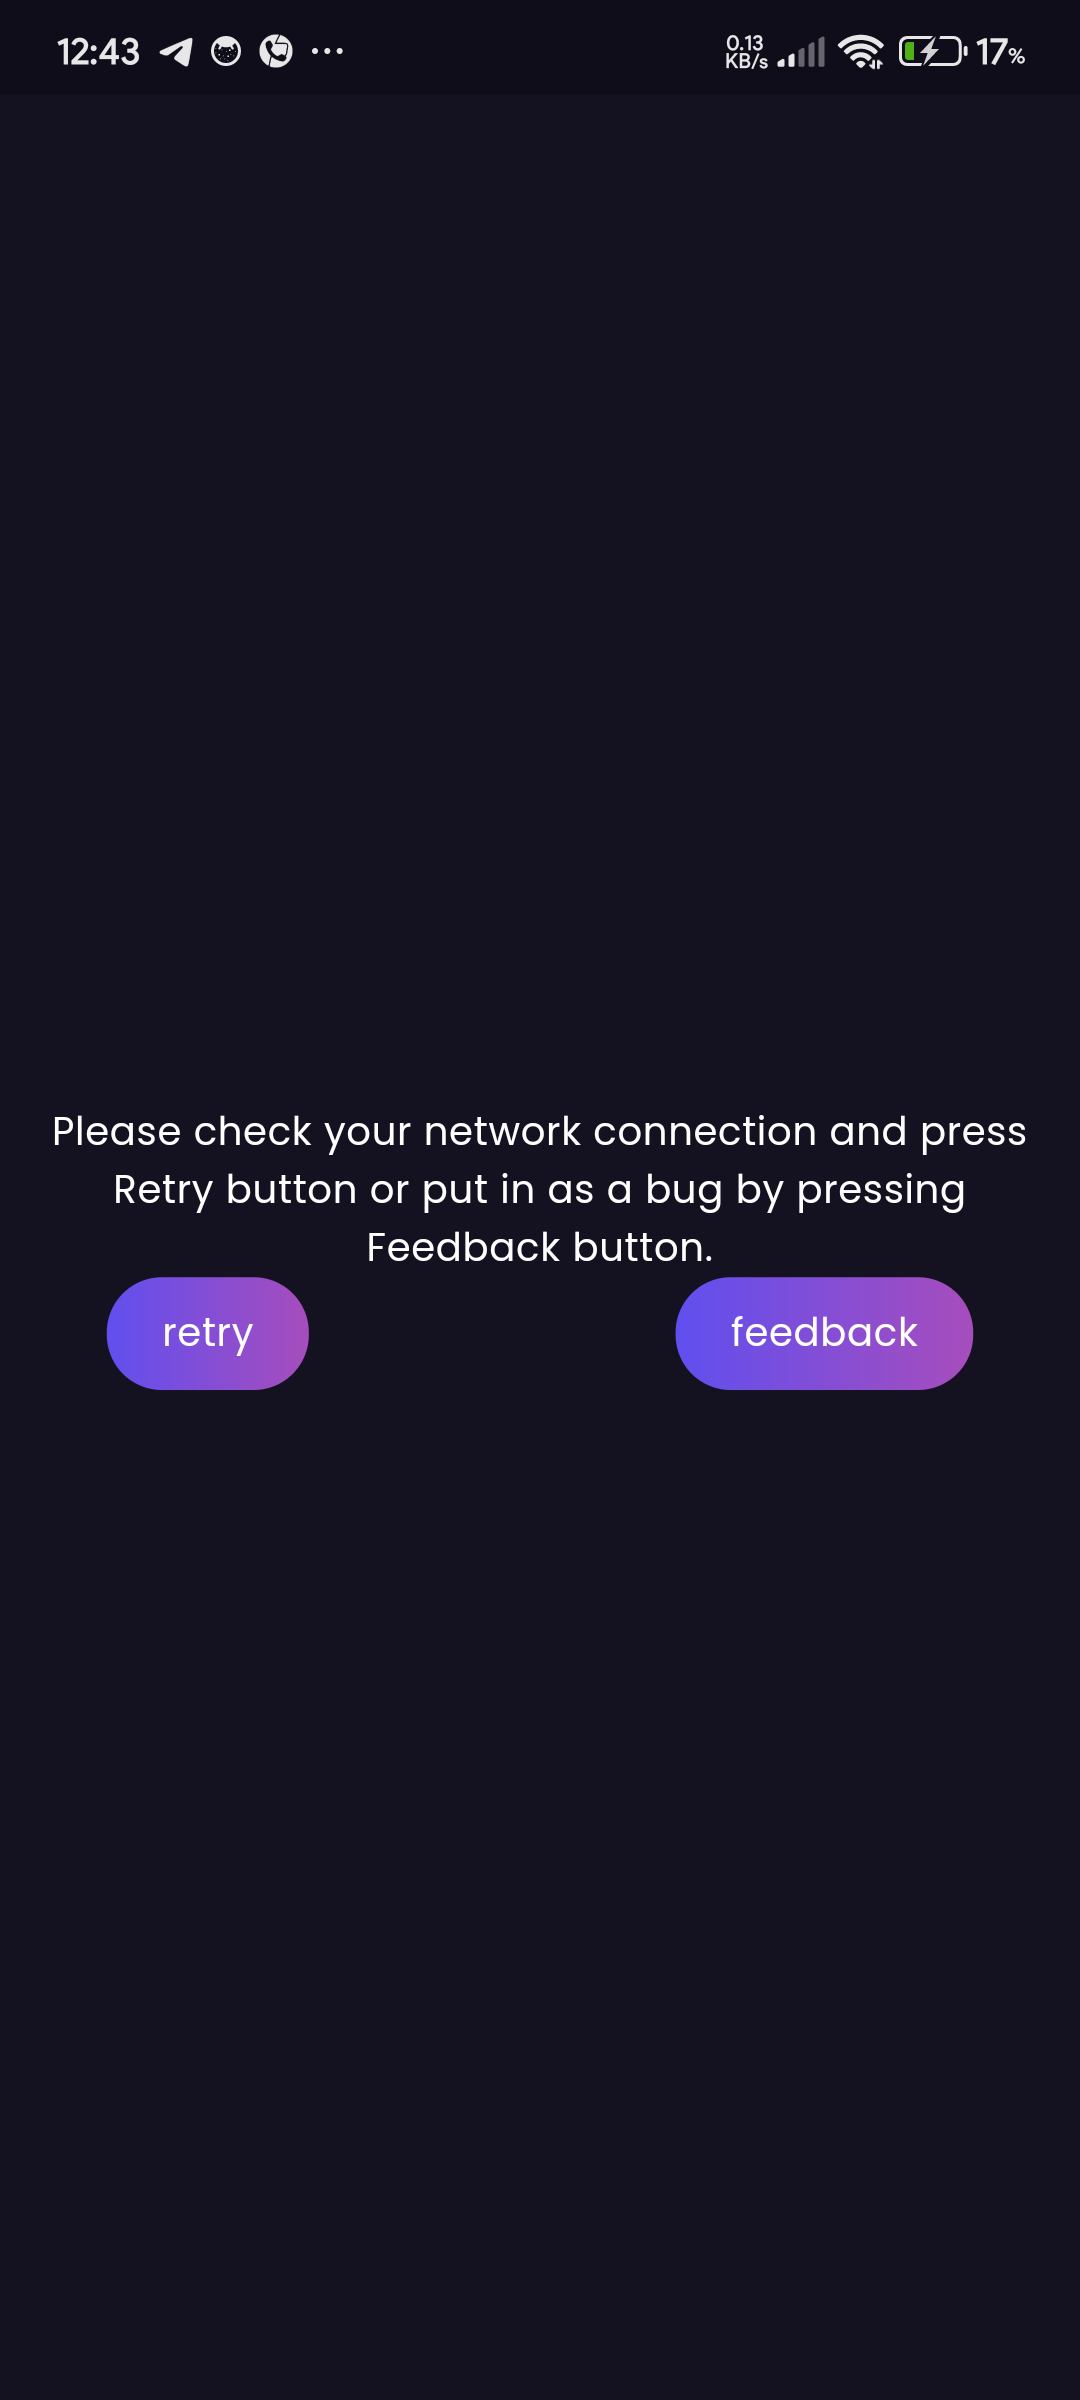 12:43
0.13
KB/s
17%
Please check your network connection and press
Retry button or put in as a bug by pressing
Feedback button.
retry
feedback